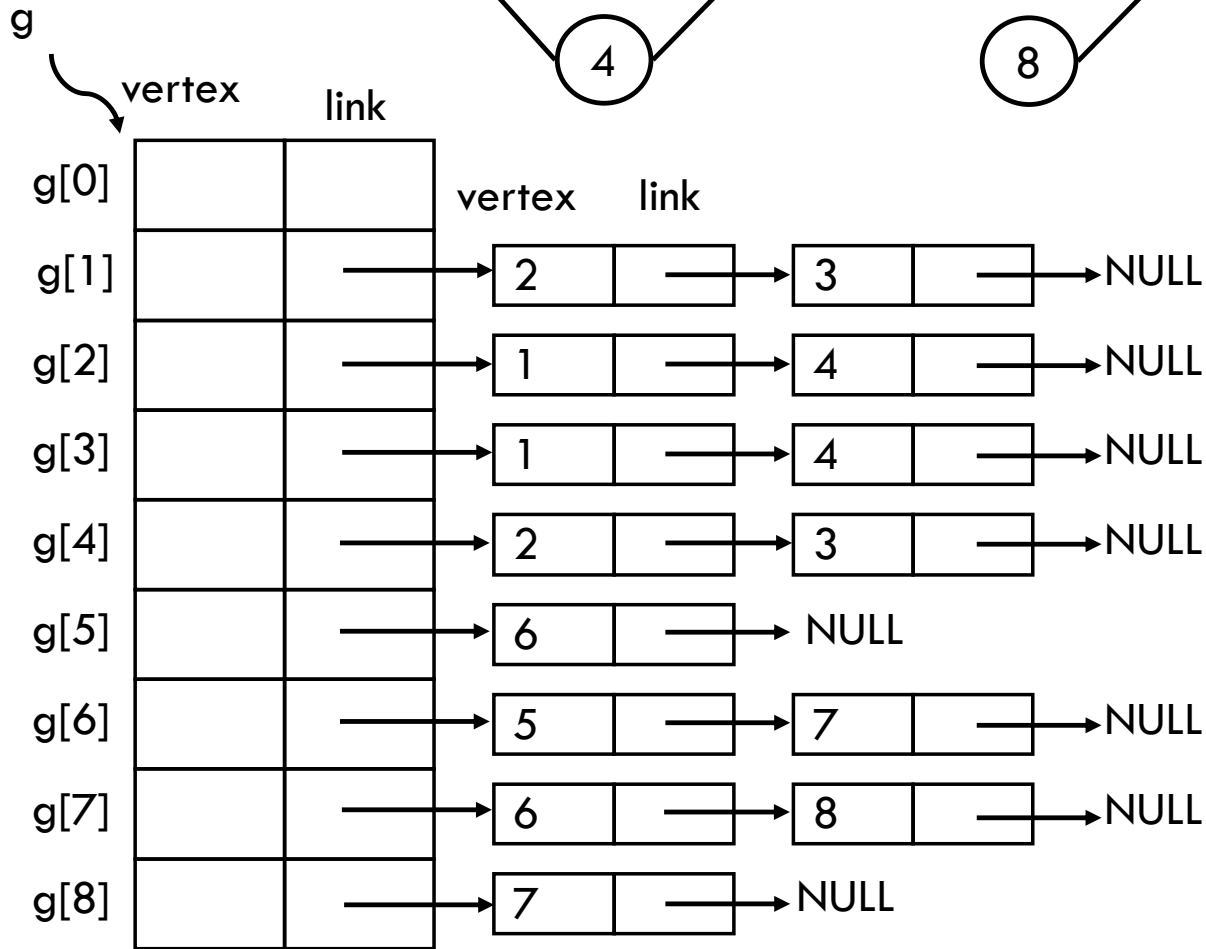 g
4
8
vertex
link
g[0]
vertex link
g[1] 2 3 NULL
g[2] 1 4 NULL
g[3] 1 4 NULL
g[4] 2 3 NULL
g[5] 6 NULL
g[6] 5 7 NULL
g[7] 6 8 NULL
g[8] 7 NULL